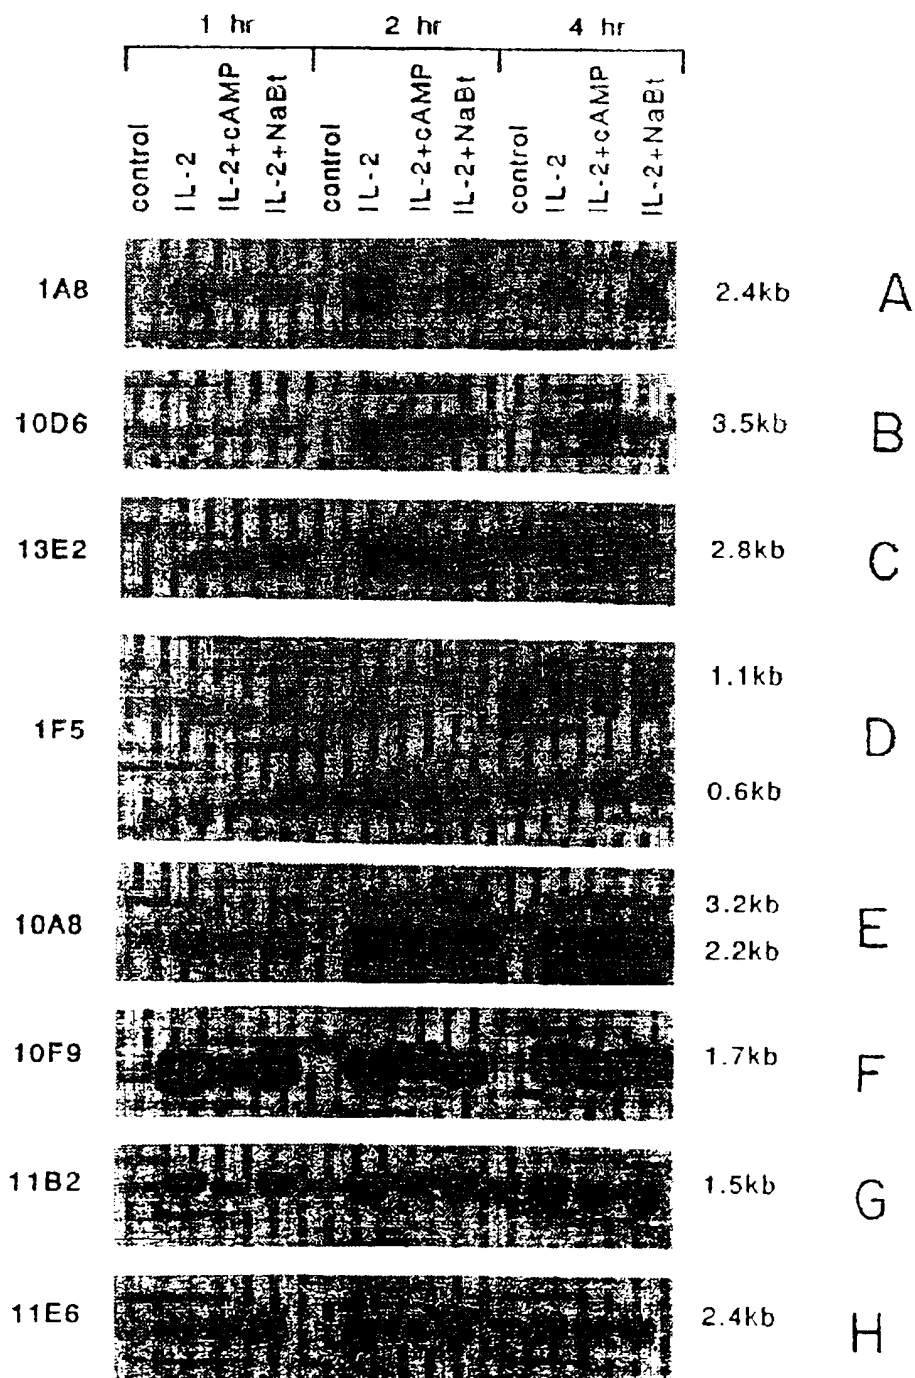 1 hr 2 hr 4 hr
control IL-2 IL-2+cAMP IL-2+NaBt control IL-2 IL-2+cAMP IL-2+NaBt control IL-2 IL-2+cAMP IL-2+NaBt
1A8 2.4kb A
10D6 3.5kb B
13E2 2.8kb C
1.1kb
1F5 D
0.6kb
3.2kb
10A8 E
2.2kb
10F9 1.7kb F
11B2 1.5kb G
11E6 2.4kb H